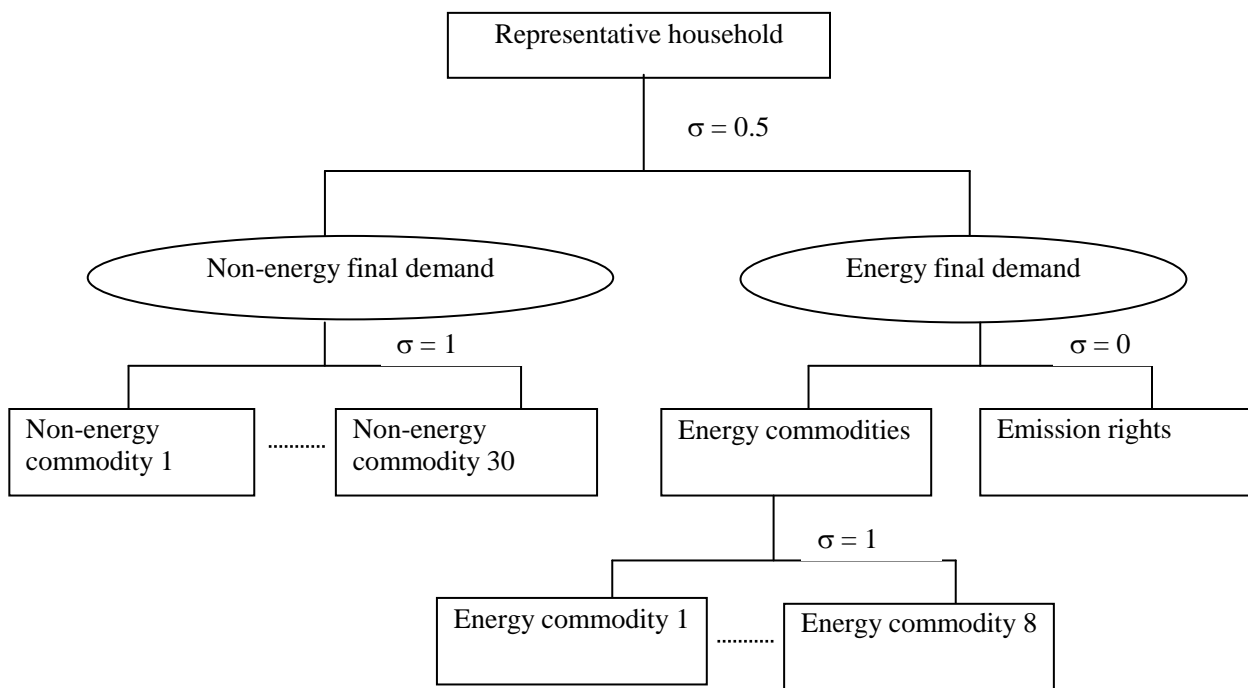 Representative household
σ = 0.5
Non-energy final demand
Energy final demand
σ = 1
σ = 0
Non-energy
commodity 1
Non-energy
commodity 30
Energy commodities
Emission rights
σ = 1
Energy commodity 1
Energy commodity 8